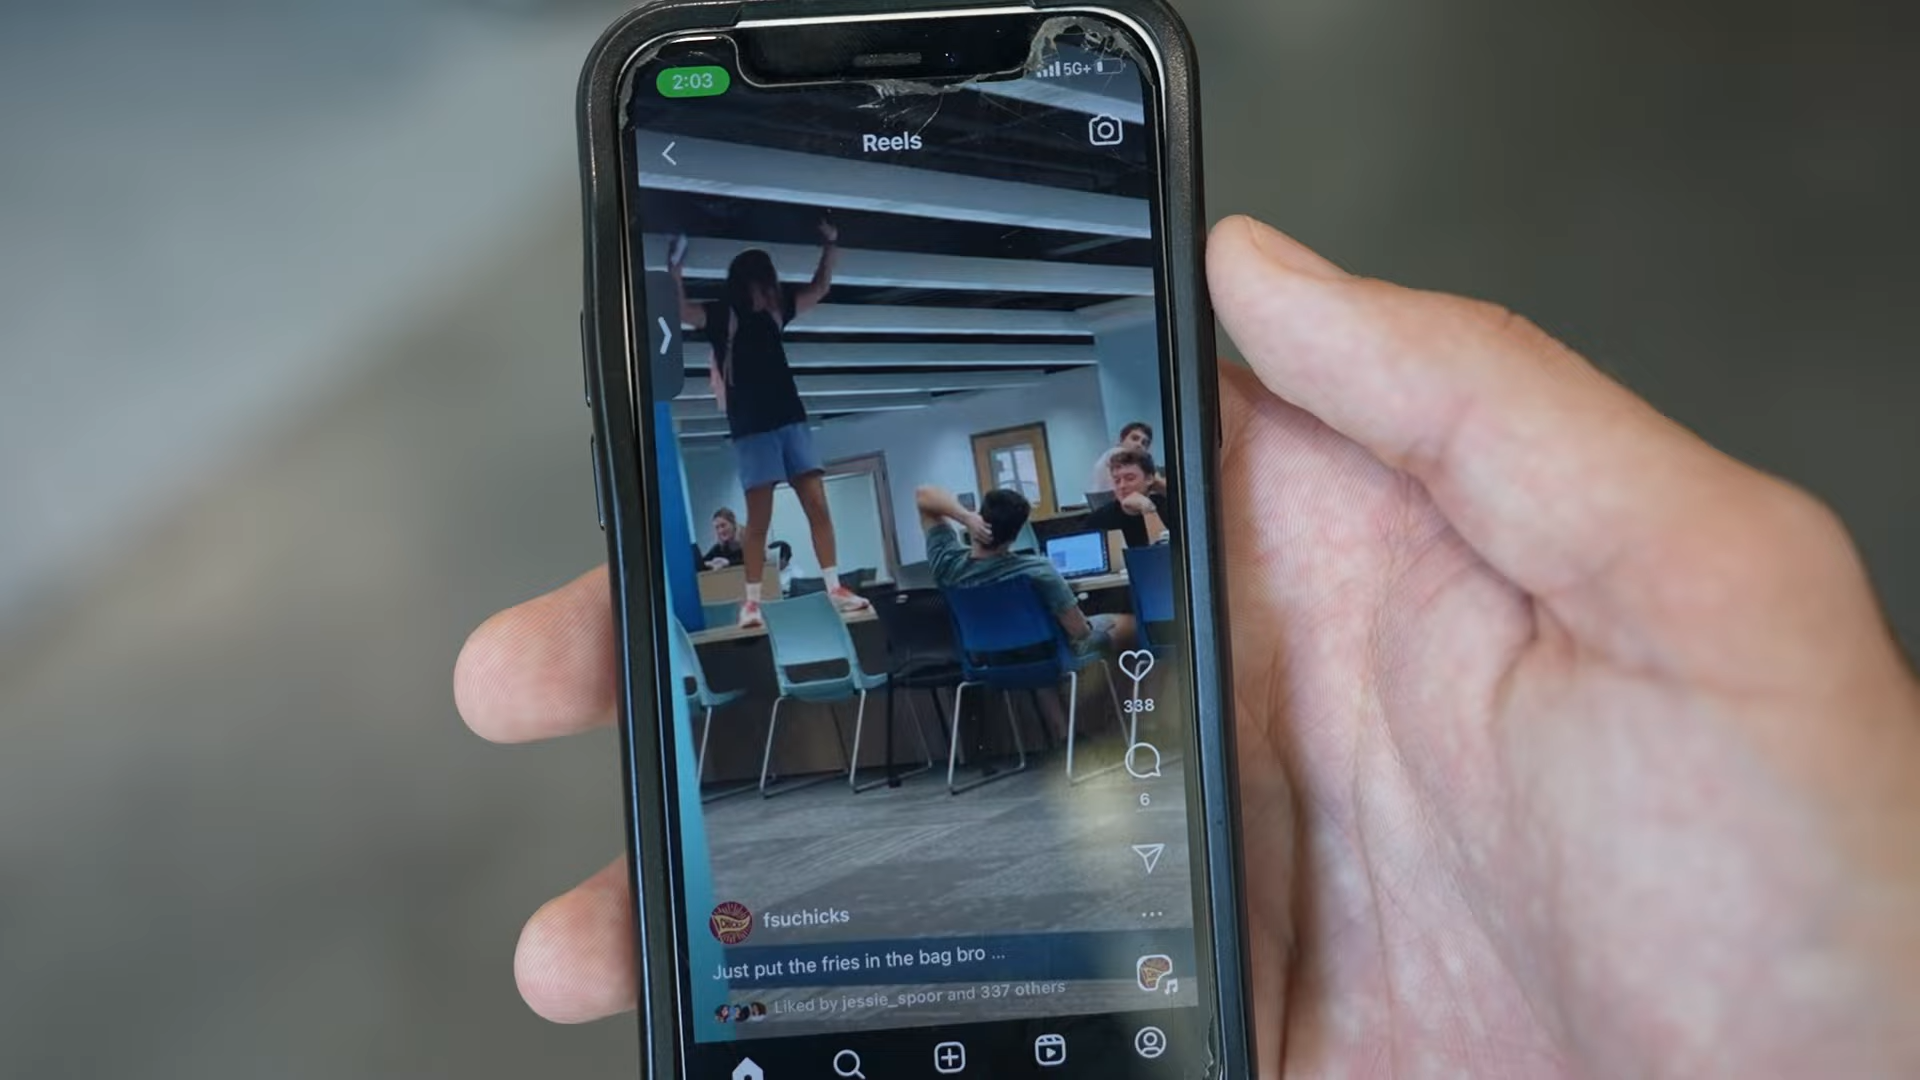 2:03
5G+
Reels
338
6
CHICKS
fsuchicks
Just put the fries in the bag bro ...
Liked by jessie_spoor and 337 others